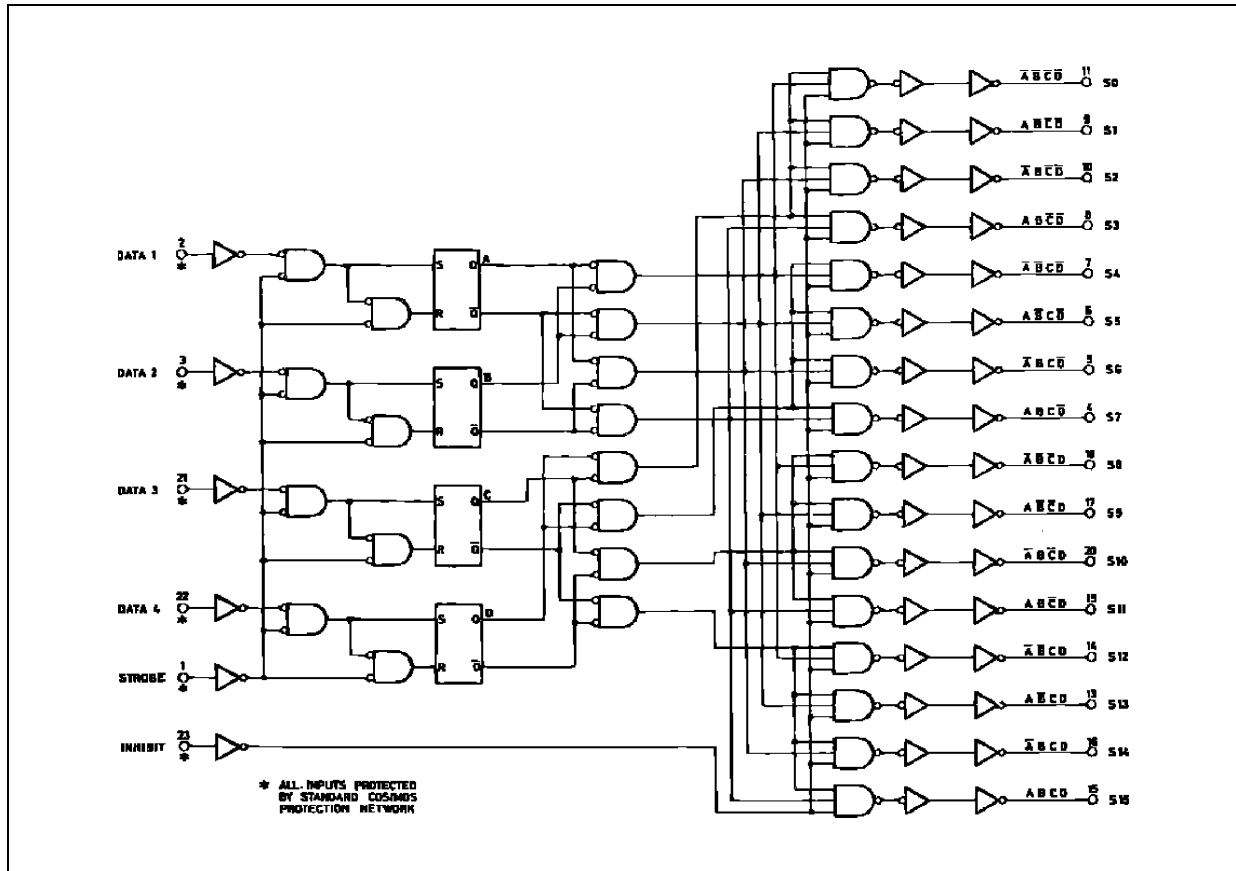 11
A̅ B̅ C̅ D̅ S0
9
A B̅ C̅ D̅ S1
10
A̅ B C̅ D̅ S2
8
A B C̅ D̅ S3
7
A̅ B̅ C D̅ S4
6
A B̅ C D̅ S5
5
A̅ B C D̅ S6
4
A B C D̅ S7
18
A̅ B̅ C̅ D S8
17
A B̅ C̅ D S9
20
A̅ B C̅ D S10
19
A B C̅ D S11
14
A̅ B̅ C D S12
13
A B̅ C D S13
16
A̅ B C D S14
15
A B C D S15
2
DATA 1
*
S Q A
R Q̅
3
DATA 2
*
S Q B
R Q̅
21
DATA 3
*
S Q C
R Q̅
22
DATA 4
*
S Q D
R Q̅
1
STROBE
*
23
INHIBIT
*
* ALL INPUTS PROTECTED
BY STANDARD COS/MOS
PROTECTION NETWORK